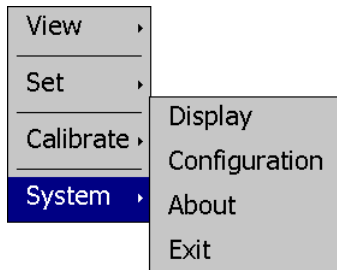 View
Set
Calibrate
System
Display
Configuration
About
Exit